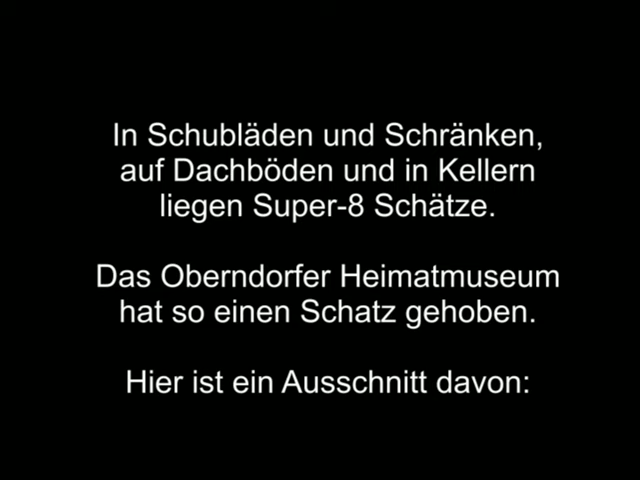 In Schubläden und Schränken,
auf Dachböden und in Kellern
liegen Super-8 Schätze.
Das Oberndorfer Heimatmuseum
hat so einen Schatz gehoben.
Hier ist ein Ausschnitt davon: